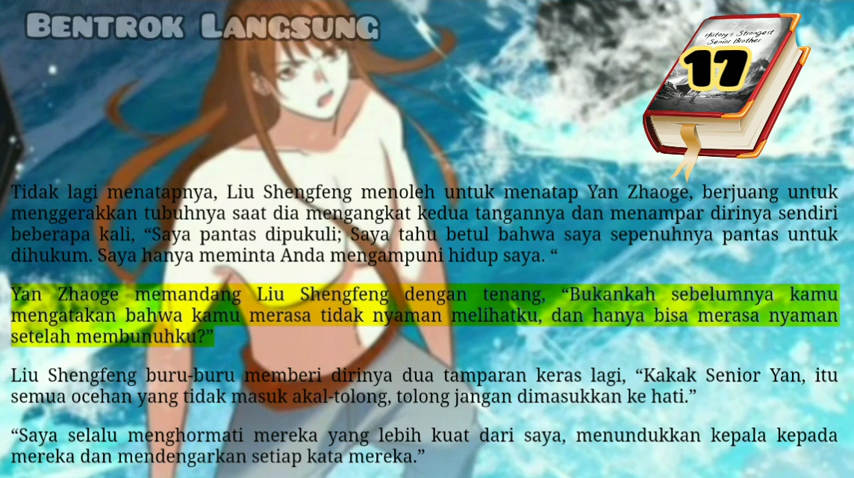 Bentrok Langsung
History's Strongest
Senior Brother
17
Tidak lagi menatapnya, Liu Shengfeng menoleh untuk menatap Yan Zhaoge, berjuang untuk
menggerakkan tubuhnya saat dia mengangkat kedua tangannya dan menampar dirinya sendiri
beberapa kali, “Saya pantas dipukuli; Saya tahu betul bahwa saya sepenuhnya pantas untuk
dihukum. Saya hanya meminta Anda mengampuni hidup saya. “
Yan Zhaoge memandang Liu Shengfeng dengan tenang, “Bukankah sebelumnya kamu
mengatakan bahwa kamu merasa tidak nyaman melihatku, dan hanya bisa merasa nyaman
setelah membunuhku?”
Liu Shengfeng buru-buru memberi dirinya dua tamparan keras lagi, “Kakak Senior Yan, itu
semua ocehan yang tidak masuk akal-tolong, tolong jangan dimasukkan ke hati.”
“Saya selalu menghormati mereka yang lebih kuat dari saya, menundukkan kepala kepada
mereka dan mendengarkan setiap kata mereka.”